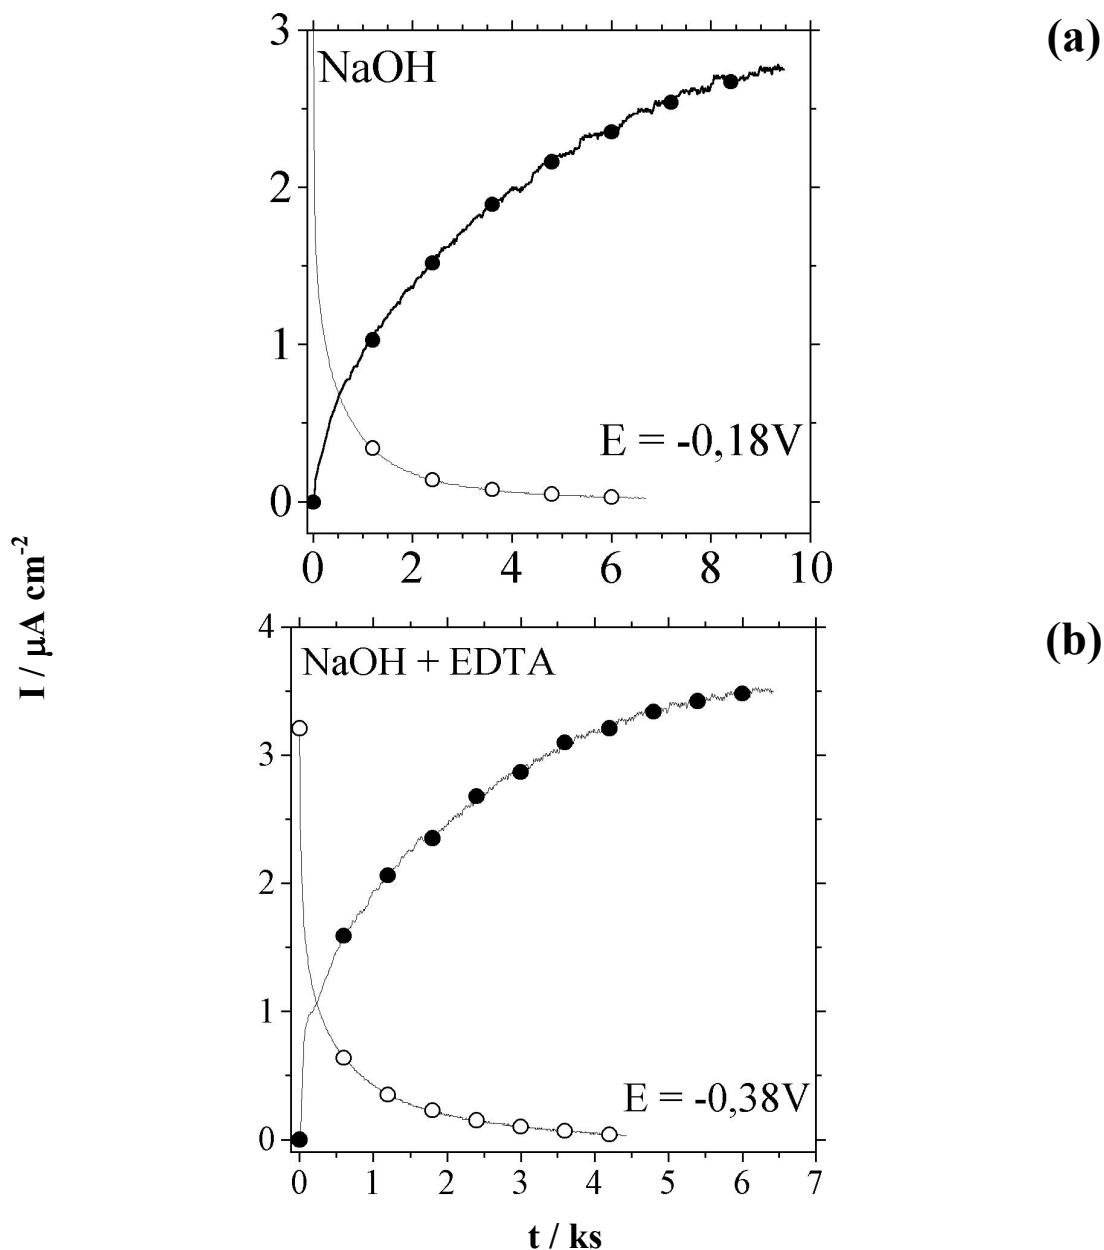 (a)
NaOH
3
2
1
0
E = -0,18V
0 2 4 6 8 10
I / μA cm-2
(b)
NaOH + EDTA
4
3
2
1
0
E = -0,38V
0 1 2 3 4 5 6 7
t / ks